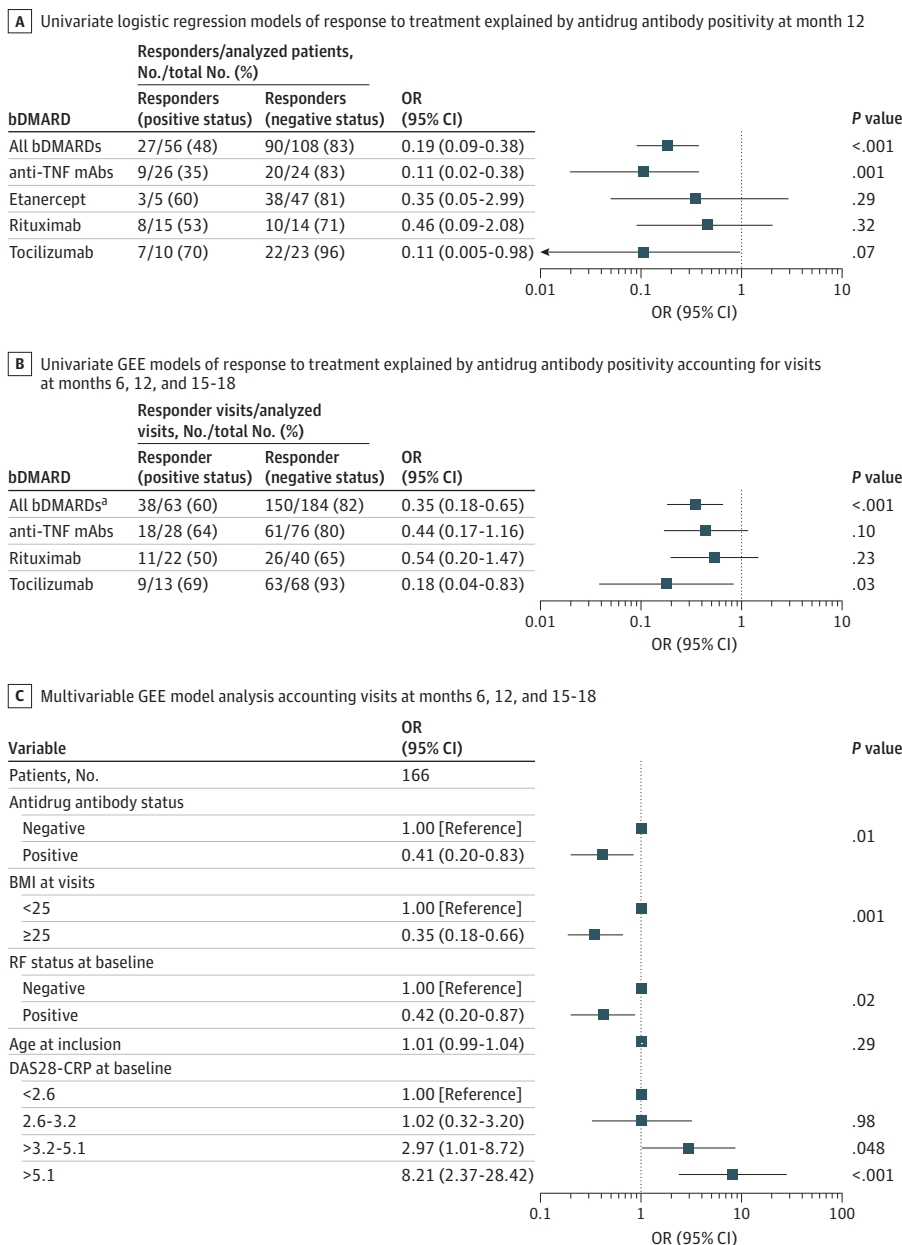 A Univariate logistic regression models of response to treatment explained by antidrug antibody positivity at month 12
Responders/analyzed patients,
No./total No. (%)
bDMARD
Responders
(positive status)
Responders
(negative status)
OR
(95% CI)
P value
All bDMARDs 27/56 (48) 90/108 (83) 0.19 (0.09-0.38) <.001
anti-TNF mAbs 9/26 (35) 20/24 (83) 0.11 (0.02-0.38) .001
Etanercept 3/5 (60) 38/47 (81) 0.35 (0.05-2.99) .29
Rituximab 8/15 (53) 10/14 (71) 0.46 (0.09-2.08) .32
Tocilizumab 7/10 (70) 22/23 (96) 0.11 (0.005-0.98) .07
0.01 0.1 1 10
OR (95% CI)
B Univariate GEE models of response to treatment explained by antidrug antibody positivity accounting for visits
at months 6, 12, and 15-18
Responder visits/analyzed
visits, No./total No. (%)
bDMARD
Responder
(positive status)
Responder
(negative status)
OR
(95% CI)
P value
All bDMARDsa 38/63 (60) 150/184 (82) 0.35 (0.18-0.65) <.001
anti-TNF mAbs 18/28 (64) 61/76 (80) 0.44 (0.17-1.16) .10
Rituximab 11/22 (50) 26/40 (65) 0.54 (0.20-1.47) .23
Tocilizumab 9/13 (69) 63/68 (93) 0.18 (0.04-0.83) .03
0.01 0.1 1 10
OR (95% CI)
C Multivariable GEE model analysis accounting visits at months 6, 12, and 15-18
Variable
OR
(95% CI)
P value
Patients, No. 166
Antidrug antibody status
Negative 1.00 [Reference]
.01
Positive 0.41 (0.20-0.83)
BMI at visits
<25 1.00 [Reference]
.001
≥25 0.35 (0.18-0.66)
RF status at baseline
Negative 1.00 [Reference]
.02
Positive 0.42 (0.20-0.87)
Age at inclusion 1.01 (0.99-1.04) .29
DAS28-CRP at baseline
<2.6 1.00 [Reference]
2.6-3.2 1.02 (0.32-3.20) .98
>3.2-5.1 2.97 (1.01-8.72) .048
>5.1 8.21 (2.37-28.42) <.001
0.1 1 10 100
OR (95% CI)